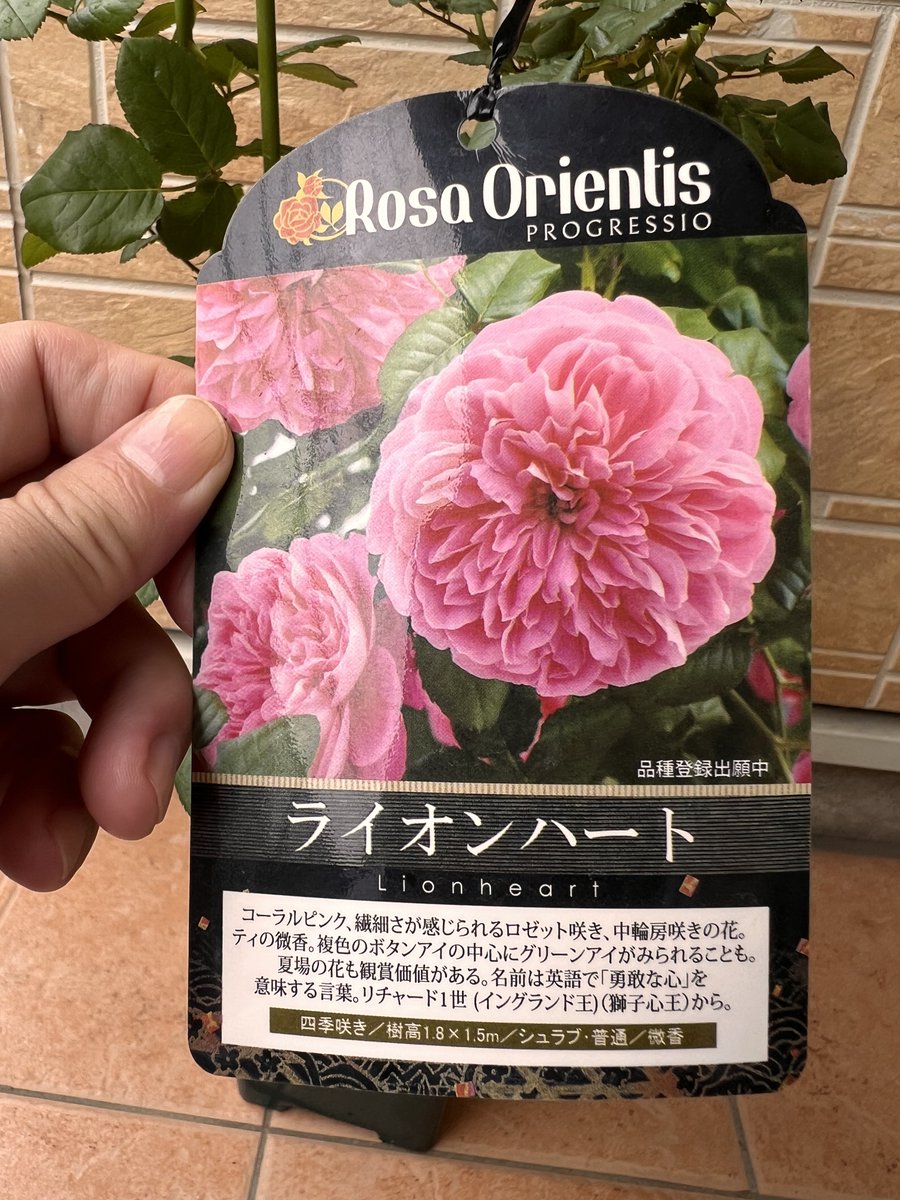 Rosa Orientis
PROGRESSIO
品種登録出願中
ライオンハート
Lionheart
コーラルピンク、繊細さが感じられるロゼット咲き、中輪房咲きの花。
ティの微香。複色のボタンアイの中心にグリーンアイがみられることも。
夏場の花も観賞価値がある。名前は英語で「勇敢な心」を
意味する言葉。リチャード1世 (イングランド王)(獅子心王)から。
四季咲き/樹高1.8×1.5m/シュラブ・普通/微香